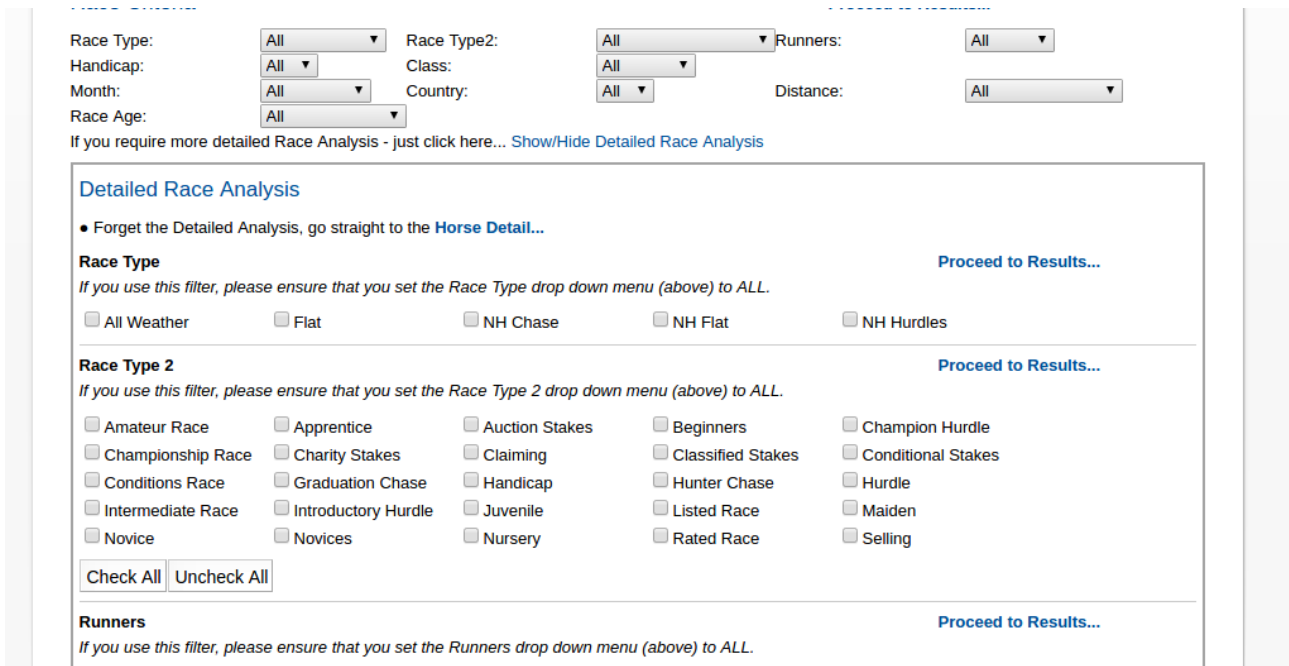 Race Type: All Race Type2: All Runners: All
Handicap: All Class: All
Month: All Country: All Distance: All
Race Age: All
If you require more detailed Race Analysis - just click here... Show/Hide Detailed Race Analysis
Detailed Race Analysis
● Forget the Detailed Analysis, go straight to the Horse Detail...
Race Type Proceed to Results...
If you use this filter, please ensure that you set the Race Type drop down menu (above) to ALL.
All Weather Flat NH Chase NH Flat NH Hurdles
Race Type 2 Proceed to Results...
If you use this filter, please ensure that you set the Race Type 2 drop down menu (above) to ALL.
Amateur Race Apprentice Auction Stakes Beginners Champion Hurdle
Championship Race Charity Stakes Claiming Classified Stakes Conditional Stakes
Conditions Race Graduation Chase Handicap Hunter Chase Hurdle
Intermediate Race Introductory Hurdle Juvenile Listed Race Maiden
Novice Novices Nursery Rated Race Selling
Check All Uncheck All
Runners Proceed to Results...
If you use this filter, please ensure that you set the Runners drop down menu (above) to ALL.